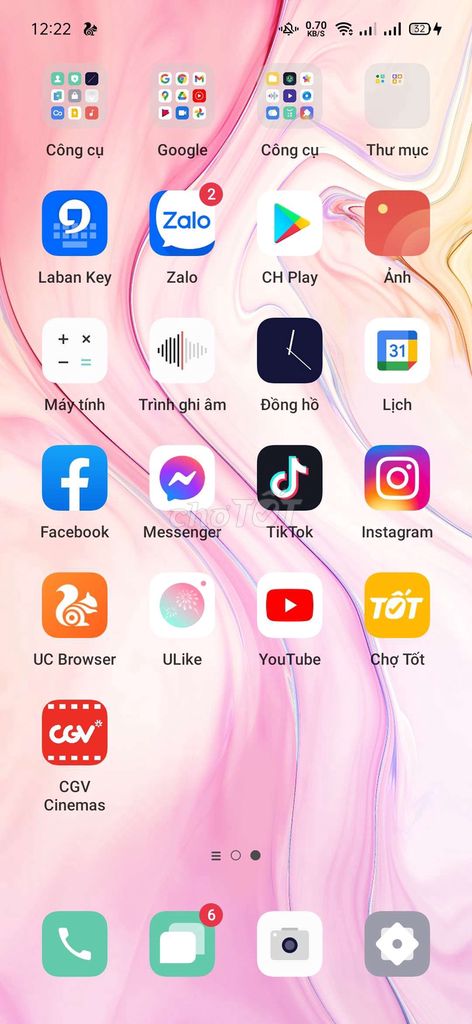 12:22
0.70
KB/S
32
Công cụ
Google
Công cụ
Thư mục
2
Zalo
Laban Key
Zalo
CH Play
Ảnh
31
Máy tính
Trình ghi âm
Đồng hồ
Lịch
Facebook
Messenger
TikTok
Instagram
chợTỐT
TỐT
UC Browser
ULike
YouTube
Chợ Tốt
CGV
CGV
Cinemas
6